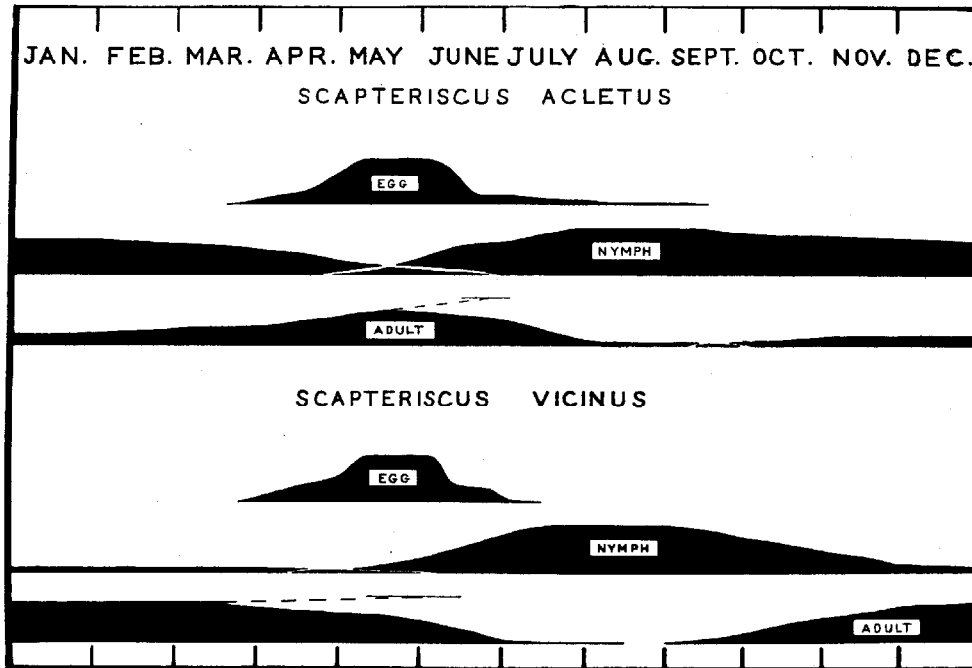 JAN. FEB. MAR. APR. MAY JUNE JULY AUG. SEPT. OCT. NOV. DEC.
SCAPTERISCUS ACLETUS
EGG
NYMPH
ADULT
SCAPTERISCUS VICINUS
EGG
NYMPH
ADULT